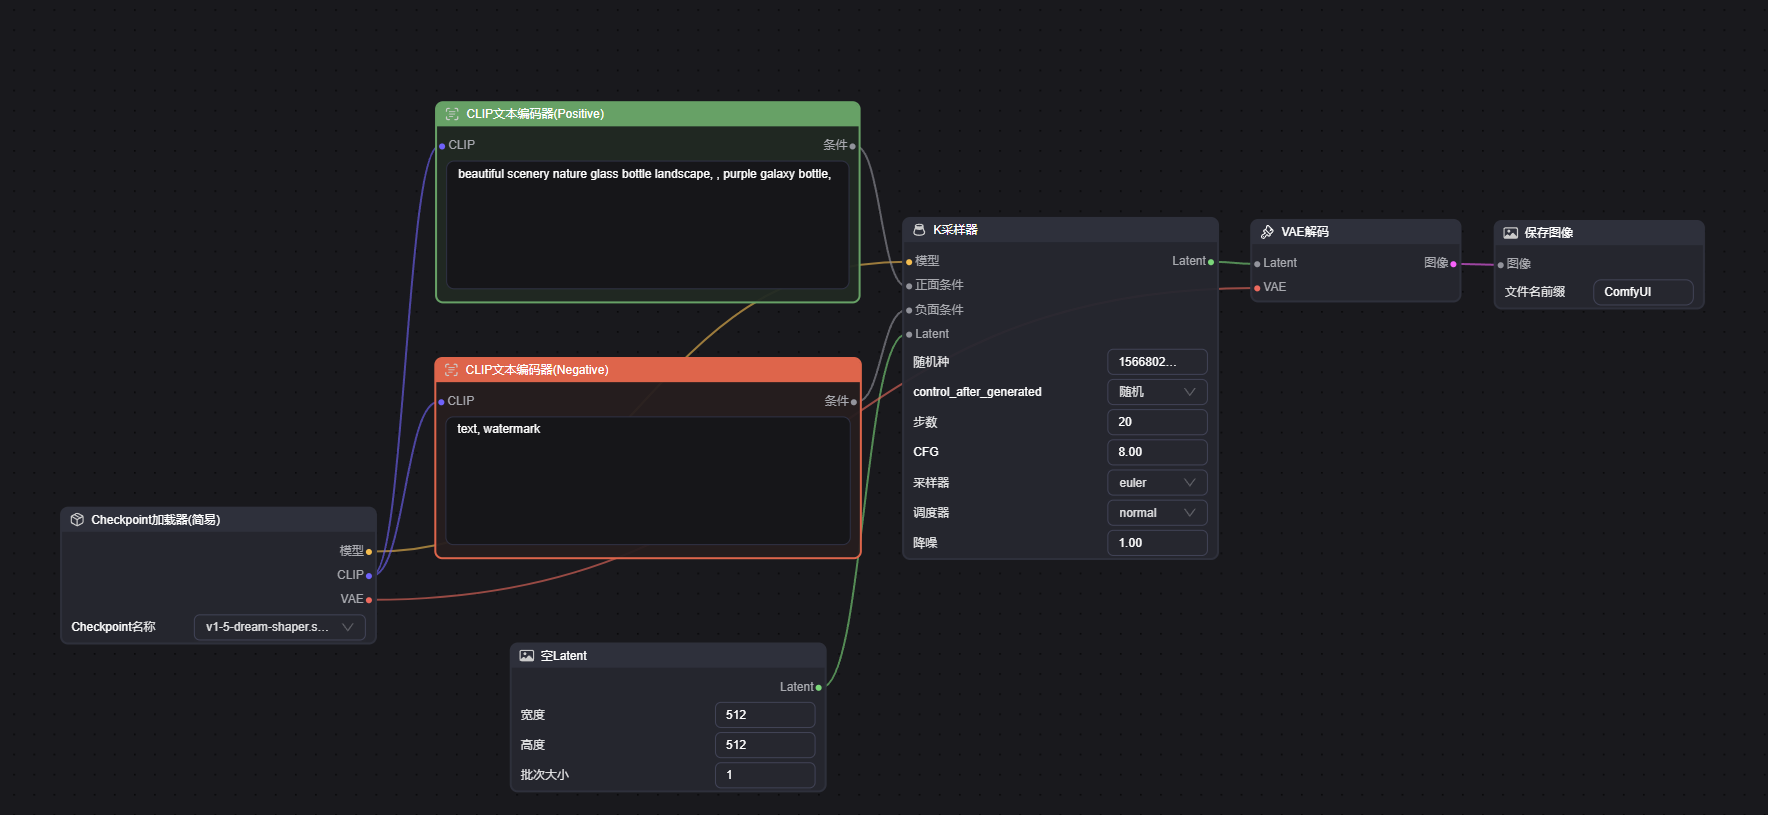 CLIP文本编码器(Positive)
CLIP 条件
beautiful scenery nature glass bottle landscape, , purple galaxy bottle,
CLIP文本编码器(Negative)
CLIP 条件
text, watermark
Checkpoint加载器(简易)
模型
CLIP
VAE
Checkpoint名称 v1-5-dream-shaper.s...
空Latent
Latent
宽度 512
高度 512
批次大小 1
K采样器
模型 Latent
正面条件
负面条件
Latent
随机种 1566802...
control_after_generated 随机
步数 20
CFG 8.00
采样器 euler
调度器 normal
降噪 1.00
VAE解码
Latent 图像
VAE
保存图像
图像
文件名前缀 ComfyUI